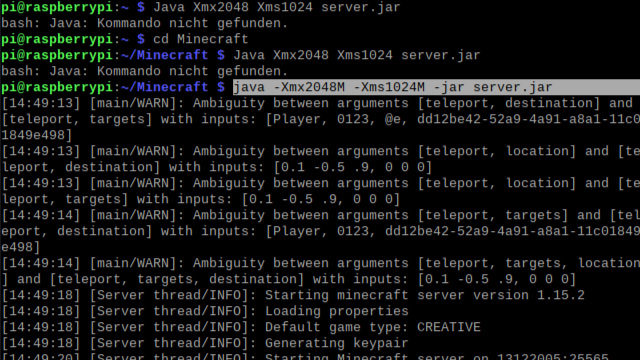 pi@raspberrypi:~ $ Java Xmx2048 Xms1024 server.jar
bash: Java: Kommando nicht gefunden.
pi@raspberrypi:~ $ cd Minecraft
pi@raspberrypi:~/Minecraft $ Java Xmx2048 Xms1024 server.jar
bash: Java: Kommando nicht gefunden.
pi@raspberrypi:~/Minecraft $ java -Xmx2048M -Xms1024M -jar server.jar
[14:49:13] [main/WARN]: Ambiguity between arguments [teleport, destination] and
[teleport, targets] with inputs: [Player, 0123, @e, dd12be42-52a9-4a91-a8a1-11c0
1849e498]
[14:49:13] [main/WARN]: Ambiguity between arguments [teleport, location] and [te
leport, destination] with inputs: [0.1 -0.5 .9, 0 0 0]
[14:49:13] [main/WARN]: Ambiguity between arguments [teleport, location] and [te
leport, targets] with inputs: [0.1 -0.5 .9, 0 0 0]
[14:49:14] [main/WARN]: Ambiguity between arguments [teleport, targets] and [tel
eport, destination] with inputs: [Player, 0123, dd12be42-52a9-4a91-a8a1-11c01849
e498]
[14:49:14] [main/WARN]: Ambiguity between arguments [teleport, targets, location
] and [teleport, targets, destination] with inputs: [0.1 -0.5 .9, 0 0 0]
[14:49:18] [Server thread/INFO]: Starting minecraft server version 1.15.2
[14:49:18] [Server thread/INFO]: Loading properties
[14:49:18] [Server thread/INFO]: Default game type: CREATIVE
[14:49:18] [Server thread/INFO]: Generating keypair
[14:49:20] [Server thread/INFO]: Starting Minecraft server on 13122005:25565